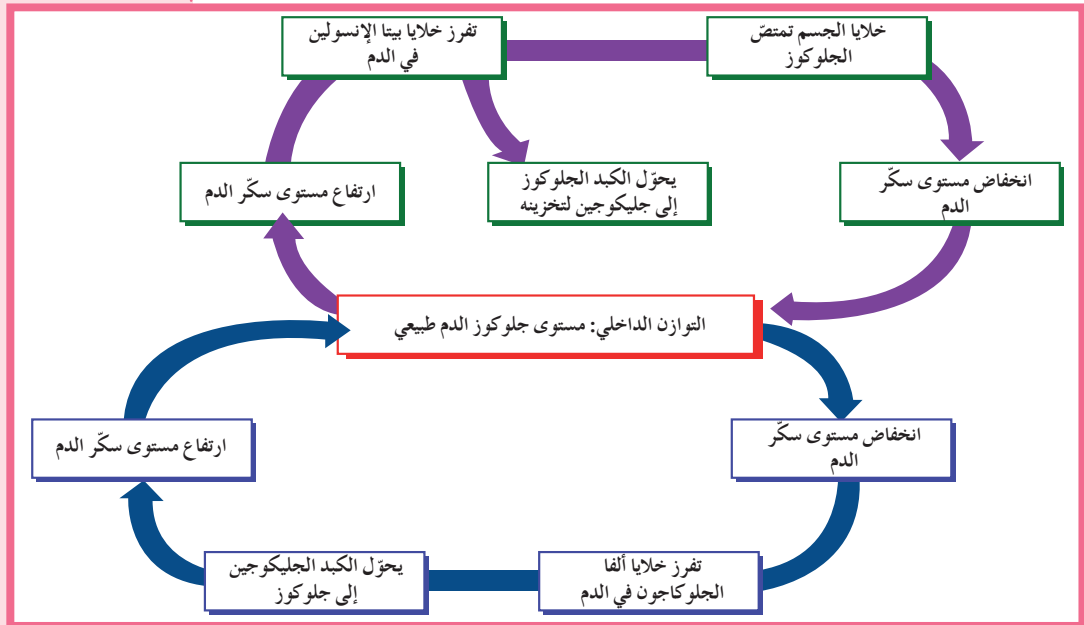 خلايا الجسم تمتصّ
الجلوكوز
تفرز خلايا بيتا الإنسولين
في الدم
انخفاض مستوى سكّر
الدم
يحوّل الكبد الجلوكوز
إلى جليكوجين لتخزينه
ارتفاع مستوى سكّر الدم
التوازن الداخلي: مستوى جلوكوز الدم طبيعي
انخفاض مستوى سكّر
الدم
ارتفاع مستوى سكّر الدم
تفرز خلايا ألفا
الجلوكاجون في الدم
يحوّل الكبد الجليكوجين
إلى جلوكوز